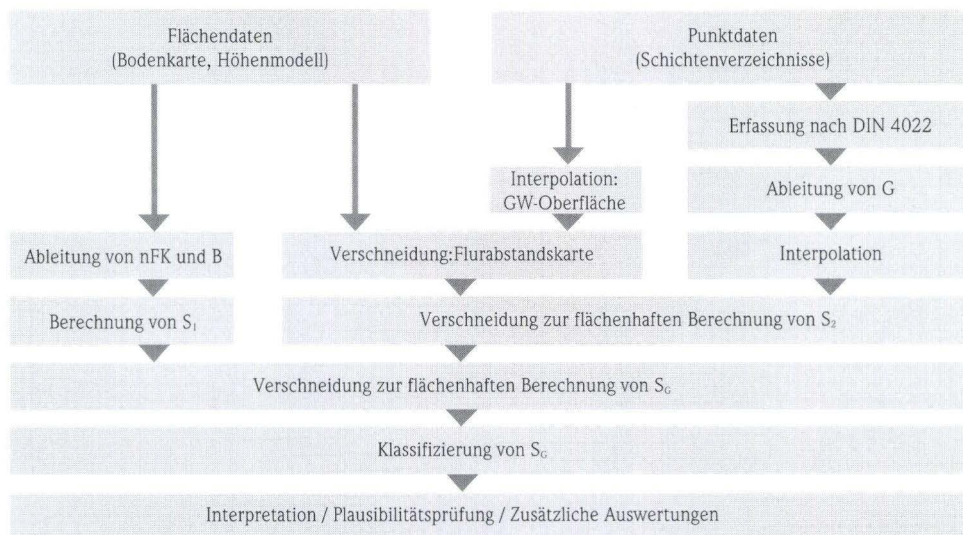 Flächendaten
(Bodenkarte, Höhenmodell)
Punktdaten
(Schichtenverzeichnisse)
Erfassung nach DIN 4022
Interpolation:
GW-Oberfläche
Ableitung von G
Ableitung von nFK und B
Verschneidung:Flurabstandskarte
Interpolation
Berechnung von S₁
Verschneidung zur flächenhaften Berechnung von S₂
Verschneidung zur flächenhaften Berechnung von S_G
Klassifizierung von S_G
Interpretation / Plausibilitätsprüfung / Zusätzliche Auswertungen